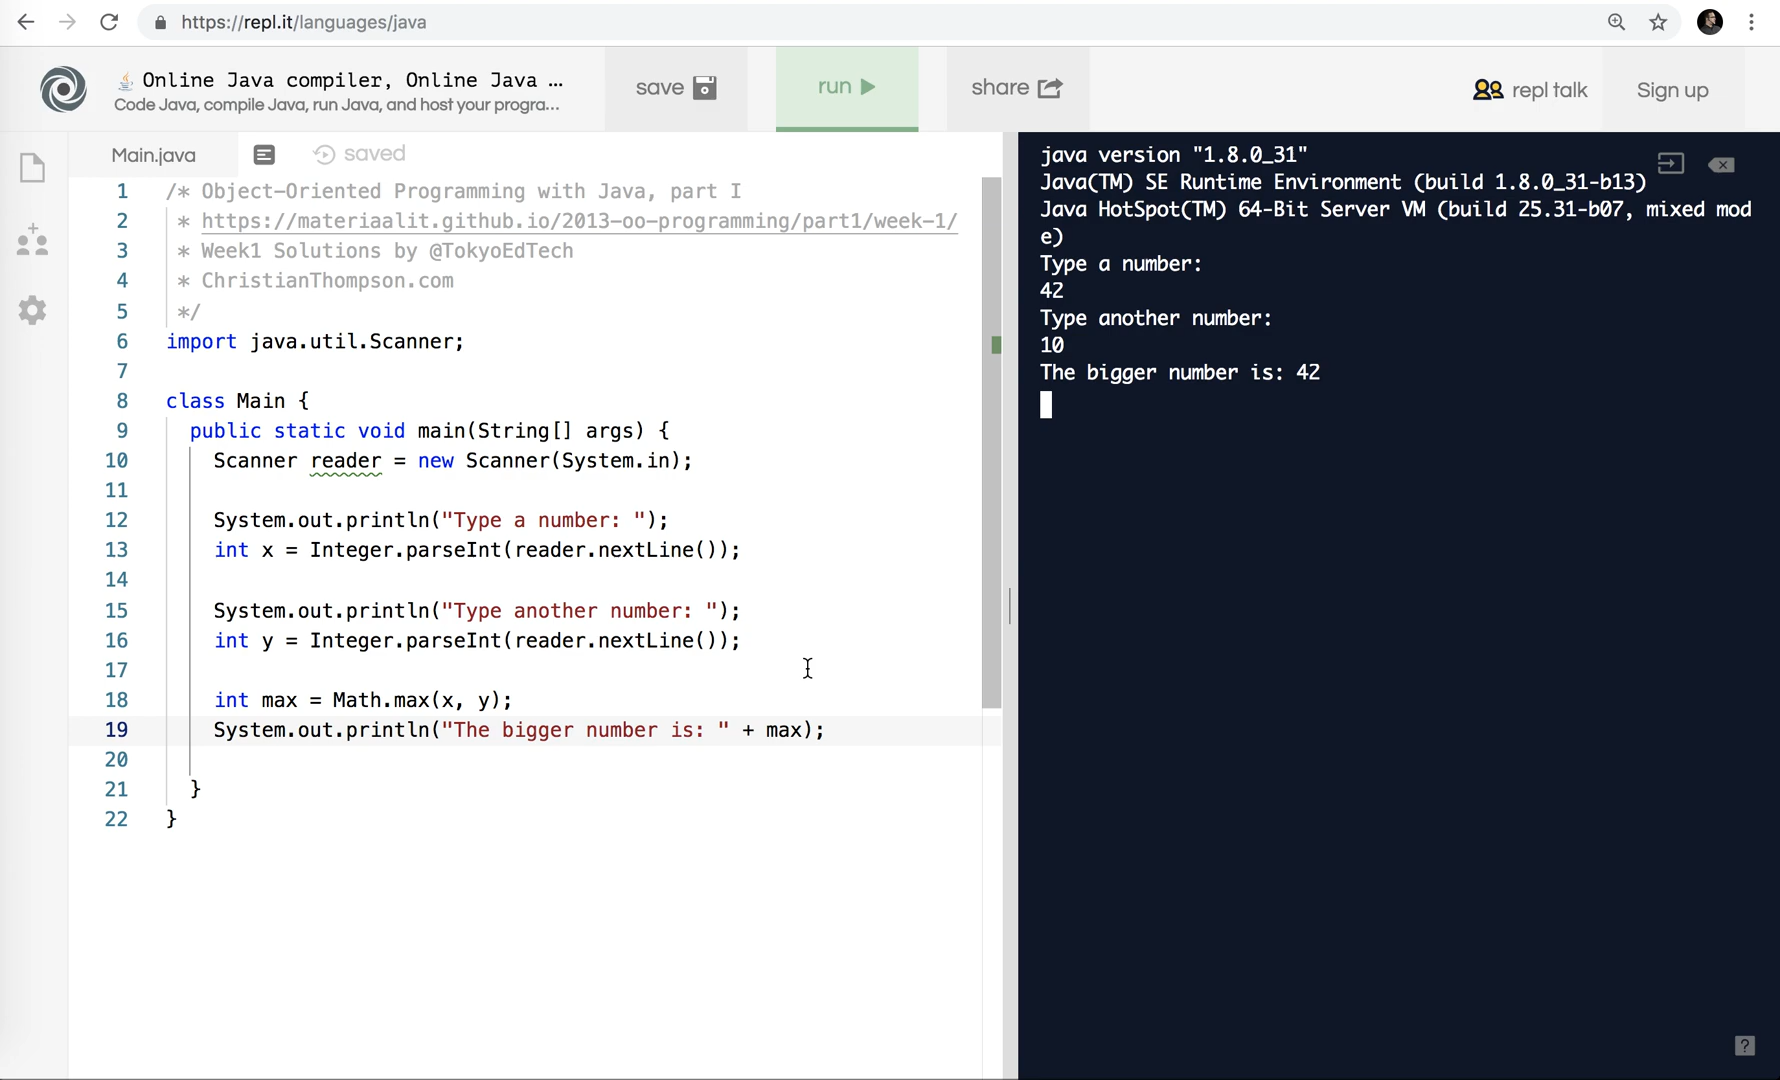 https://repl.it/languages/java
Online Java compiler, Online Java ...
Code Java, compile Java, run Java, and host your progra...
save
run
share
repl talk
Sign up
Main.java
saved
1 /* Object-Oriented Programming with Java, part I
2 * https://materiaalit.github.io/2013-oo-programming/part1/week-1/
3 * Week1 Solutions by @TokyoEdTech
4 * ChristianThompson.com
5 */
6 import java.util.Scanner;
7
8 class Main {
9 public static void main(String[] args) {
10 Scanner reader = new Scanner(System.in);
11
12 System.out.println("Type a number: ");
13 int x = Integer.parseInt(reader.nextLine());
14
15 System.out.println("Type another number: ");
16 int y = Integer.parseInt(reader.nextLine());
17
18 int max = Math.max(x, y);
19 System.out.println("The bigger number is: " + max);
20
21 }
22 }
java version "1.8.0_31"
Java(TM) SE Runtime Environment (build 1.8.0_31-b13)
Java HotSpot(TM) 64-Bit Server VM (build 25.31-b07, mixed mod
e)
Type a number:
42
Type another number:
10
The bigger number is: 42
?